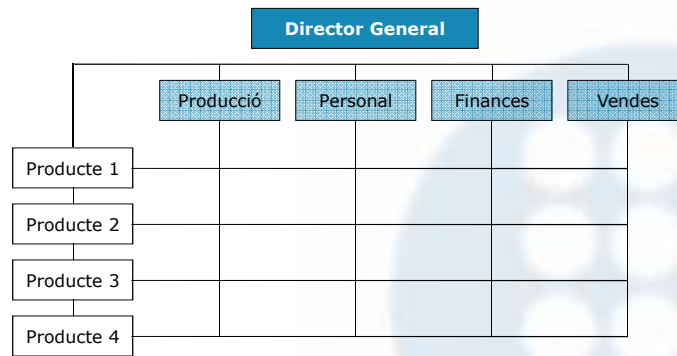 Director General
Producció
Personal
Finances
Vendes
Producte 1
Producte 2
Producte 3
Producte 4